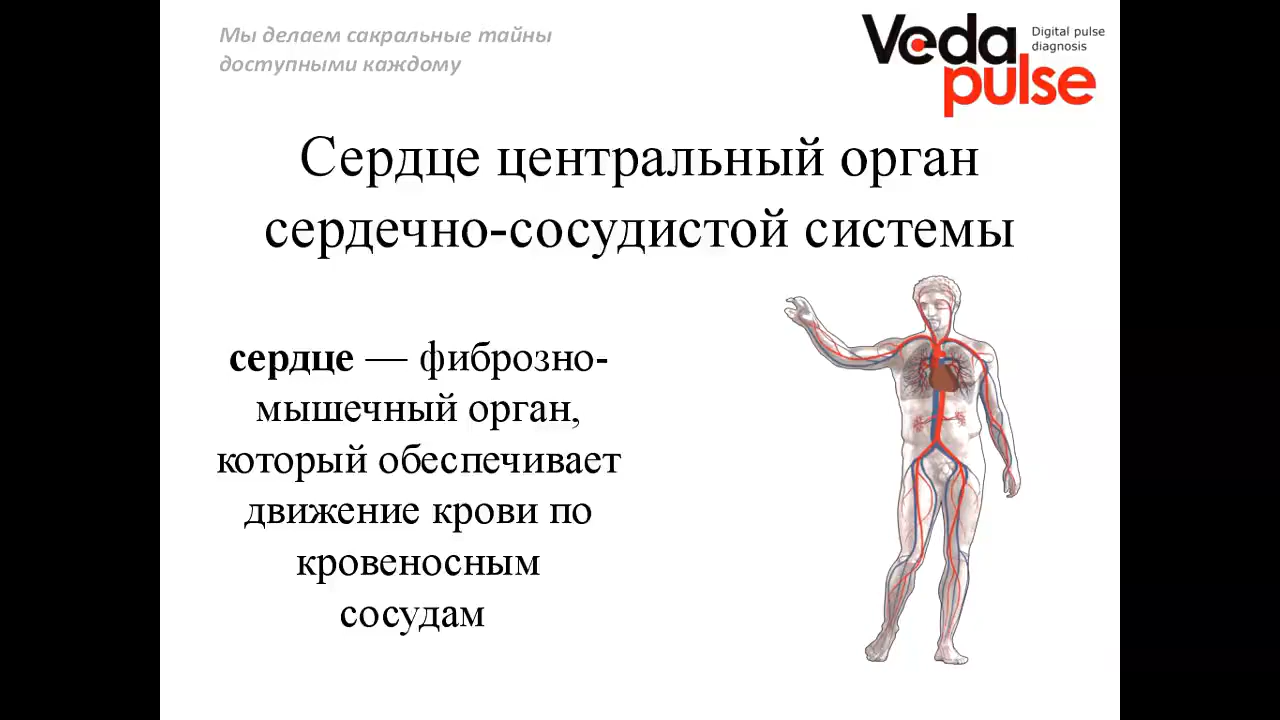 Мы делаем сакральные тайны
доступными каждому
Veda
pulse
Digital pulse
diagnosis
Сердце центральный орган
сердечно-сосудистой системы
сердце — фиброзно-
мышечный орган,
который обеспечивает
движение крови по
кровеносным
сосудам